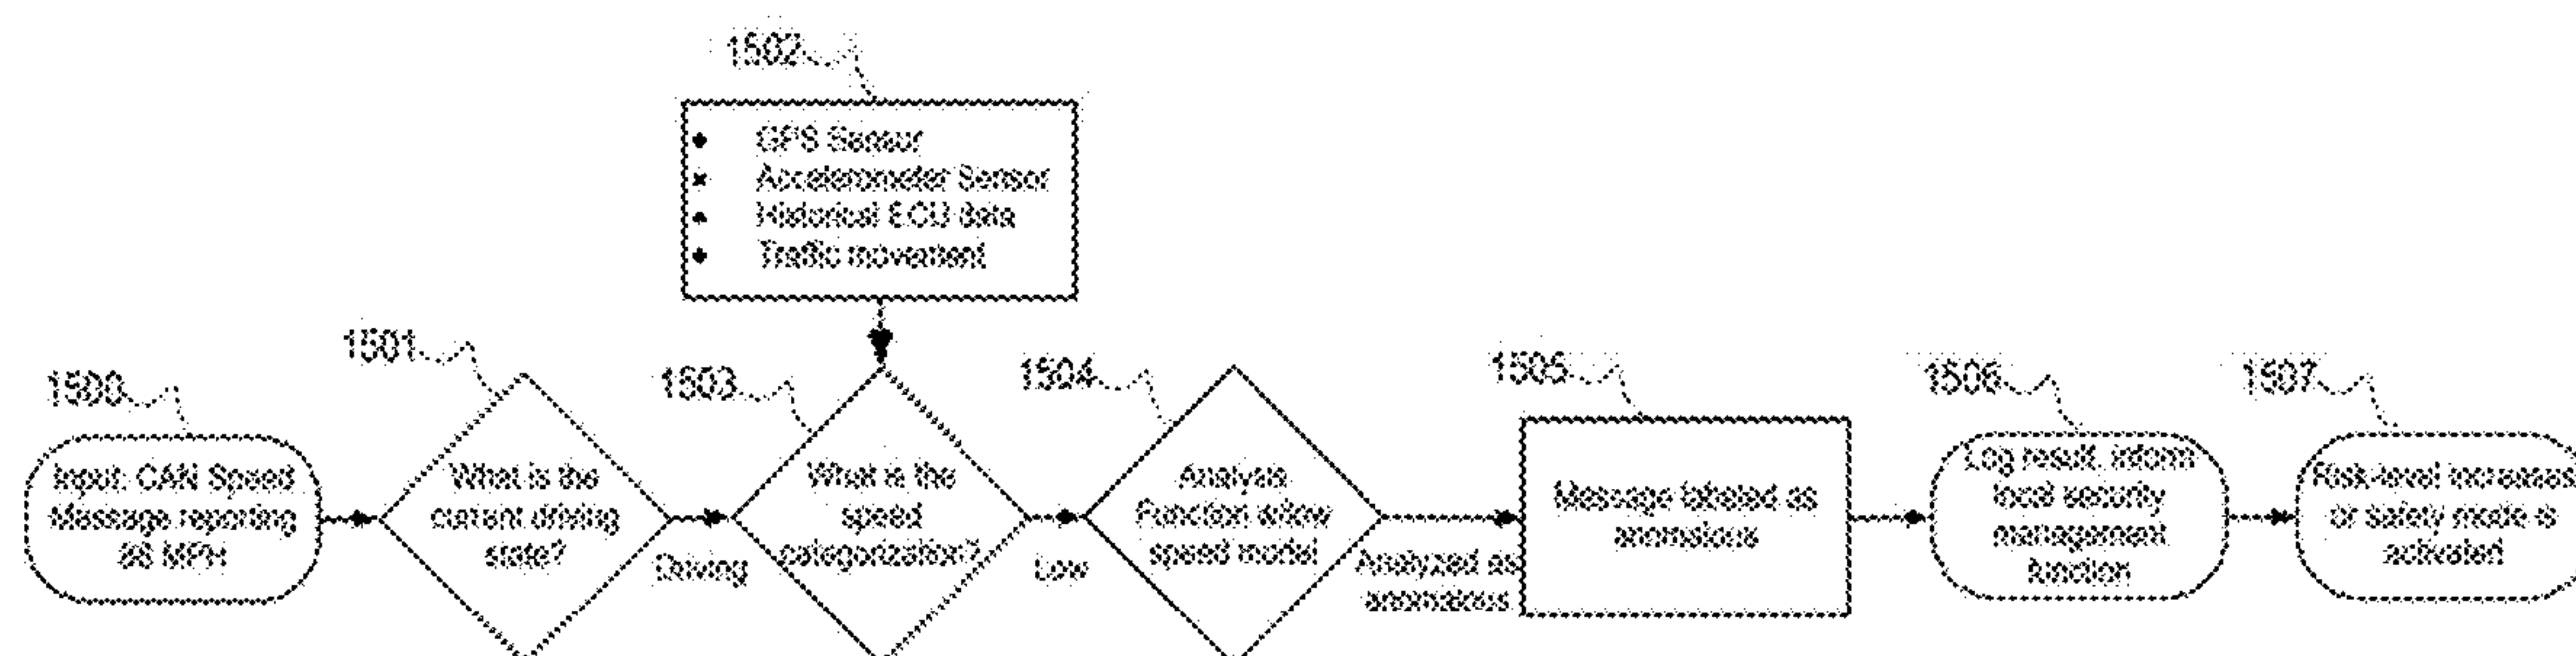 1502
GPS Sensor
Accelerometer Sensor
Historical ECU data
Traffic movement
1500
Input: CAN Speed
Message reporting
MPH
1501
What is the
current driving
state?
Driving
1503
What is the
speed
categorization?
Low
1504
Analysis
Function w/low
speed model
Analyzed as
anomalous
1505
Message labeled as
anomalous
1506
Log result, inform
local security
management
function
1507
Risk-level increases
or safety mode is
activated